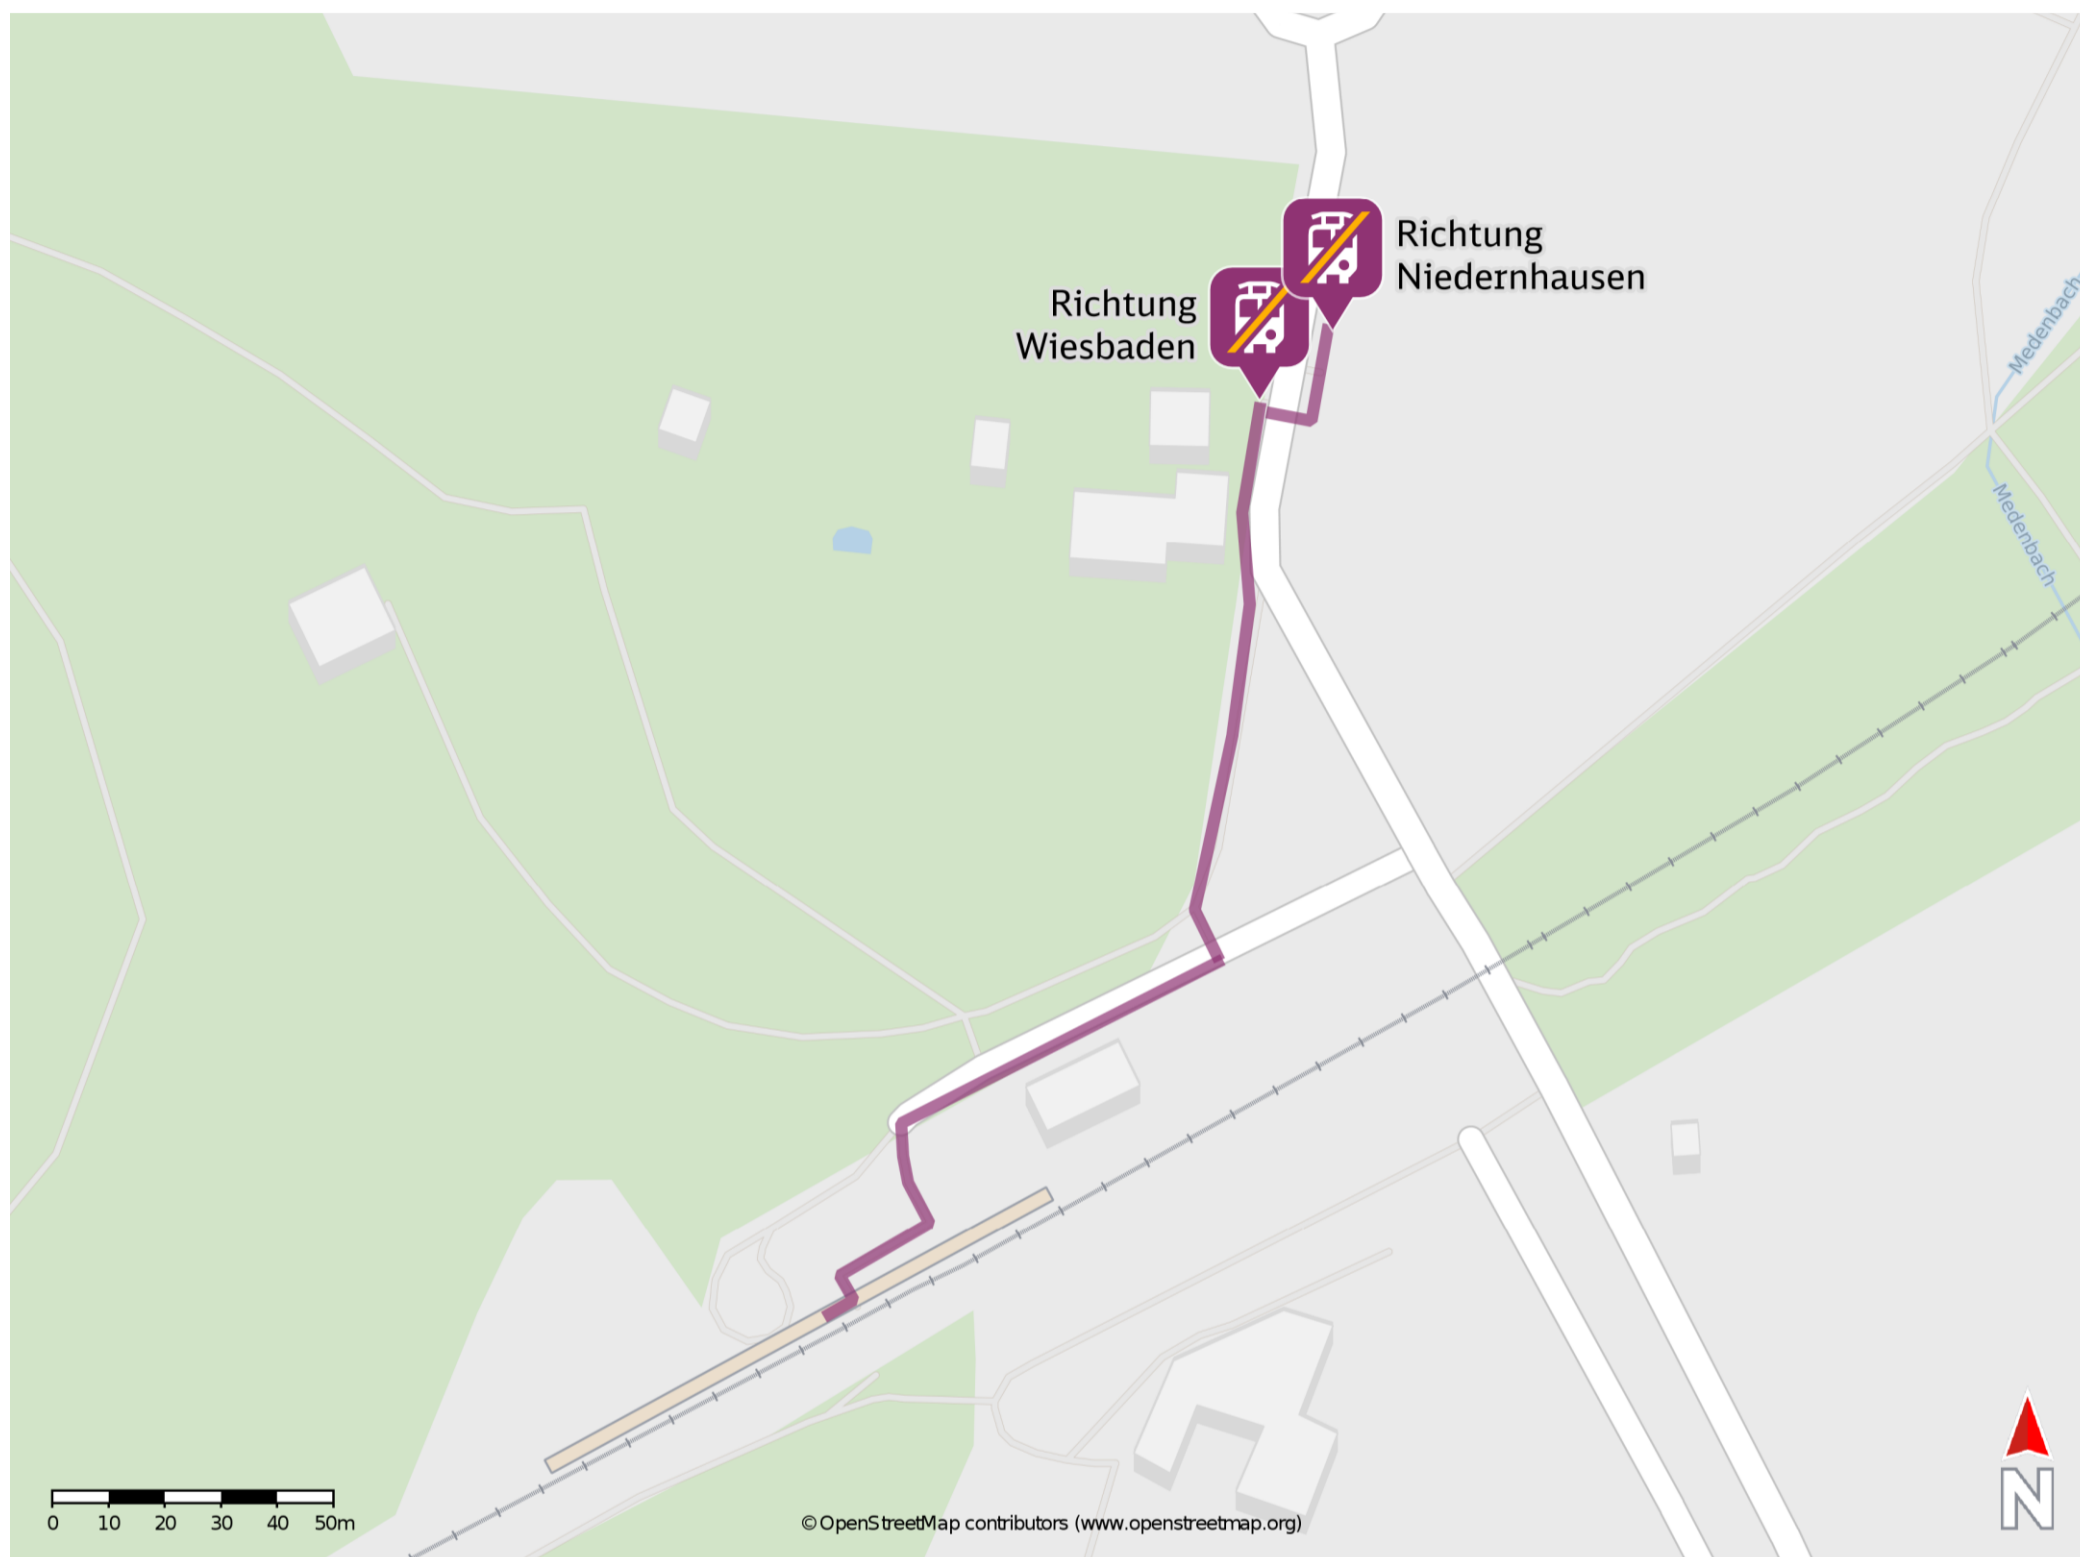 Richtung
Niedernhausen
Richtung
Wiesbaden
Medenbach
Medenbach
0 10 20 30 40 50m
©OpenStreetMap contributors (www.openstreetmap.org)
N